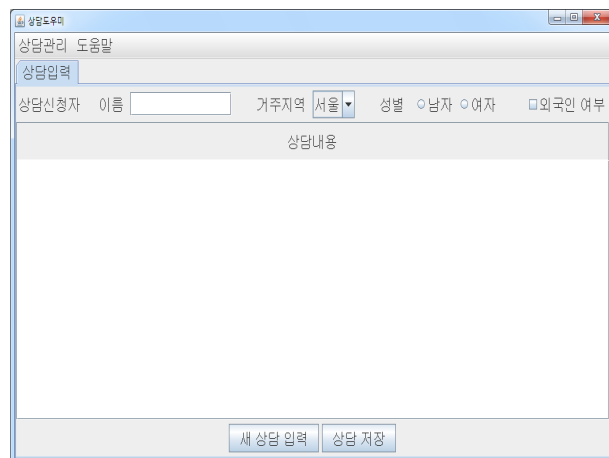 상담도우미
상담관리 도움말
상담입력
상담신청자 이름 거주지역 서울 성별 남자 여자 외국인 여부
상담내용
새 상담 입력 상담 저장